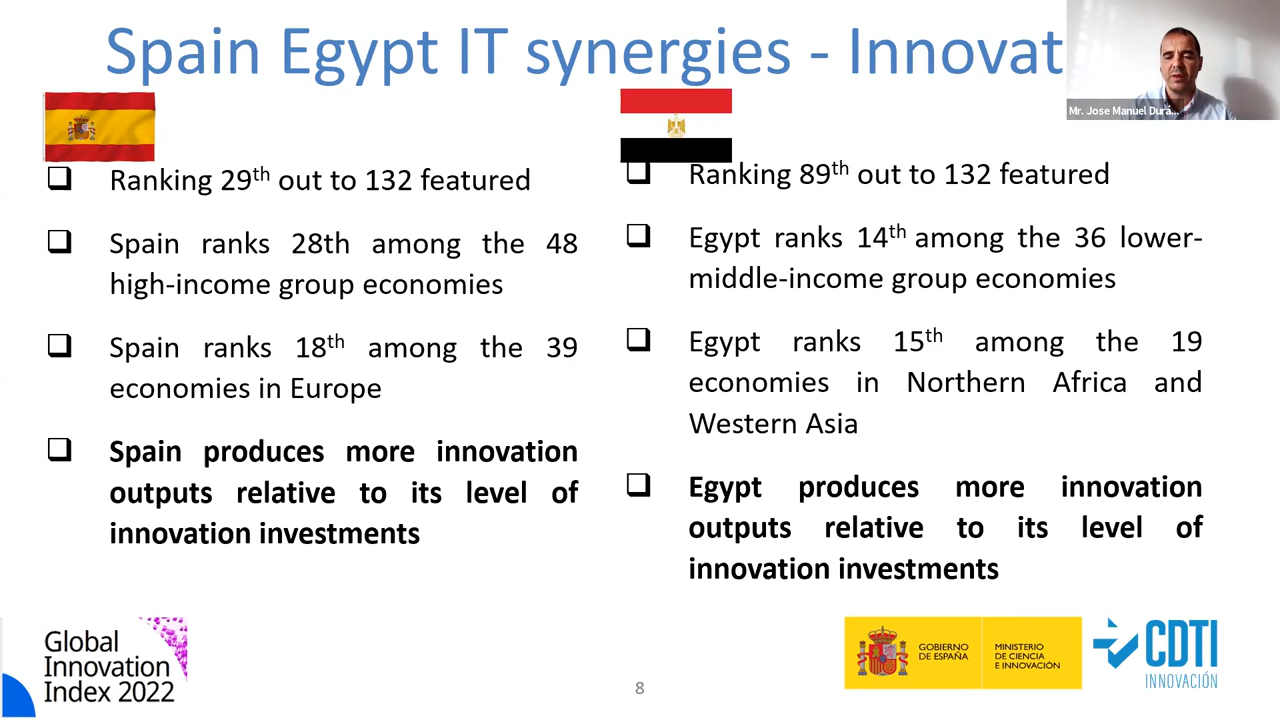 Spain Egypt IT synergies - Innovat
Mr. Jose Manuel Durá...
Ranking 29th out to 132 featured
Spain ranks 28th among the 48
high-income group economies
Spain ranks 18th among the 39
economies in Europe
Spain produces more innovation
outputs relative to its level of
innovation investments
Ranking 89th out to 132 featured
Egypt ranks 14th among the 36 lower-
middle-income group economies
Egypt ranks 15th among the 19
economies in Northern Africa and
Western Asia
Egypt produces more innovation
outputs relative to its level of
innovation investments
Global
Innovation
Index 2022
8
GOBIERNO
DE ESPAÑA
MINISTERIO
DE CIENCIA
E INNOVACIÓN
CDTI
INNOVACIÓN